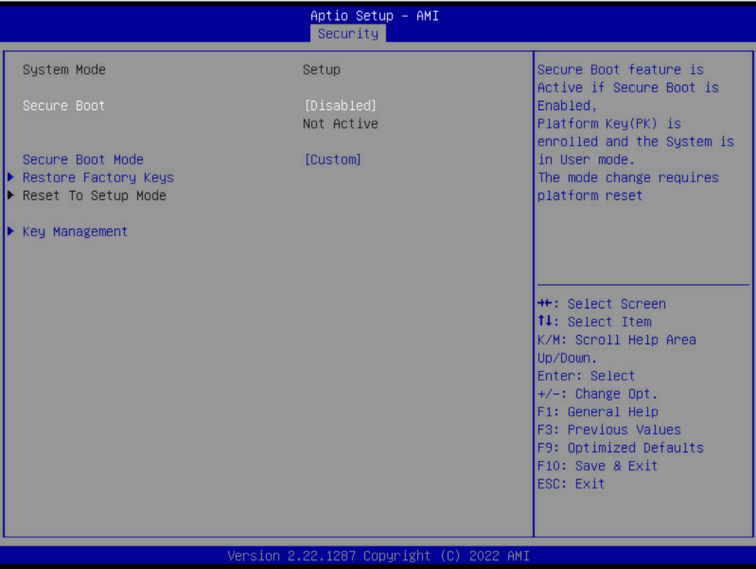 Aptio Setup – AMI
Security
System Mode Setup
Secure Boot [Disabled]
Not Active
Secure Boot Mode [Custom]
Restore Factory Keys
Reset To Setup Mode
Key Management
Secure Boot feature is
Active if Secure Boot is
Enabled,
Platform Key(PK) is
enrolled and the System is
in User mode.
The mode change requires
platform reset
→←: Select Screen
↑↓: Select Item
K/M: Scroll Help Area
Up/Down.
Enter: Select
+/-: Change Opt.
F1: General Help
F3: Previous Values
F9: Optimized Defaults
F10: Save & Exit
ESC: Exit
Version 2.22.1287 Copyright (C) 2022 AMI